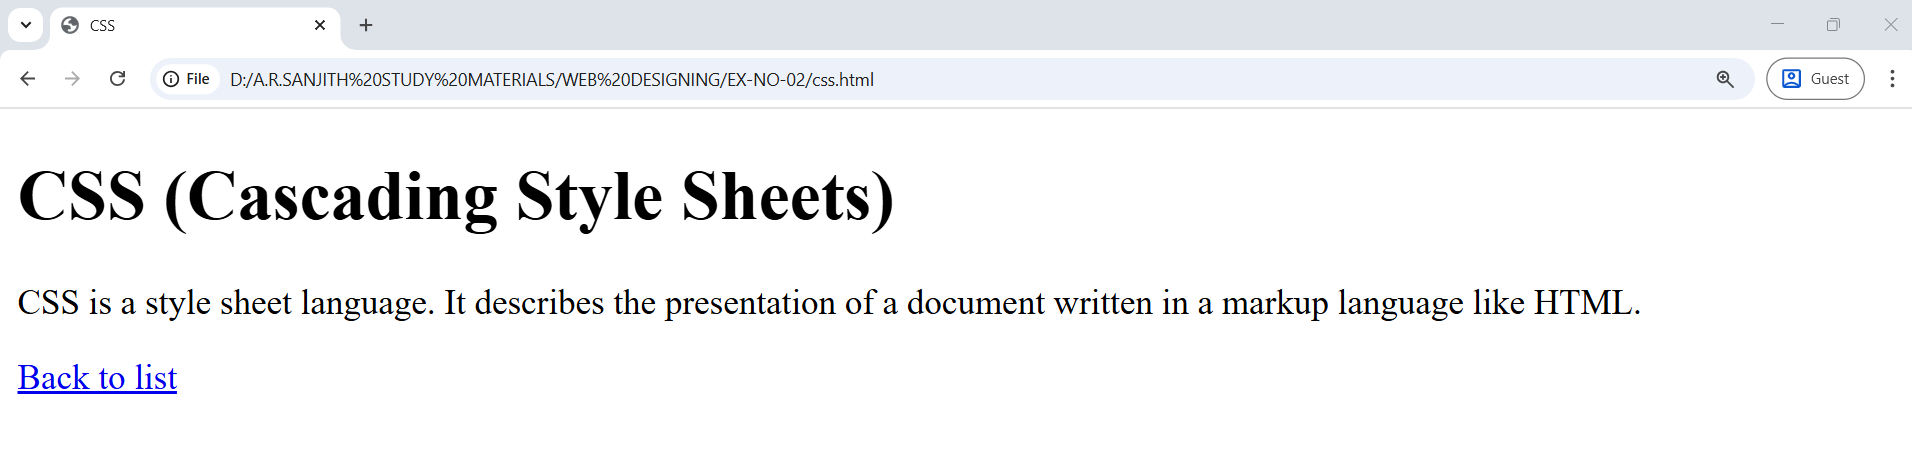 CSS
File D:/A.R.SANJITH%20STUDY%20MATERIALS/WEB%20DESIGNING/EX-NO-02/css.html Guest
CSS (Cascading Style Sheets)
CSS is a style sheet language. It describes the presentation of a document written in a markup language like HTML.
Back to list